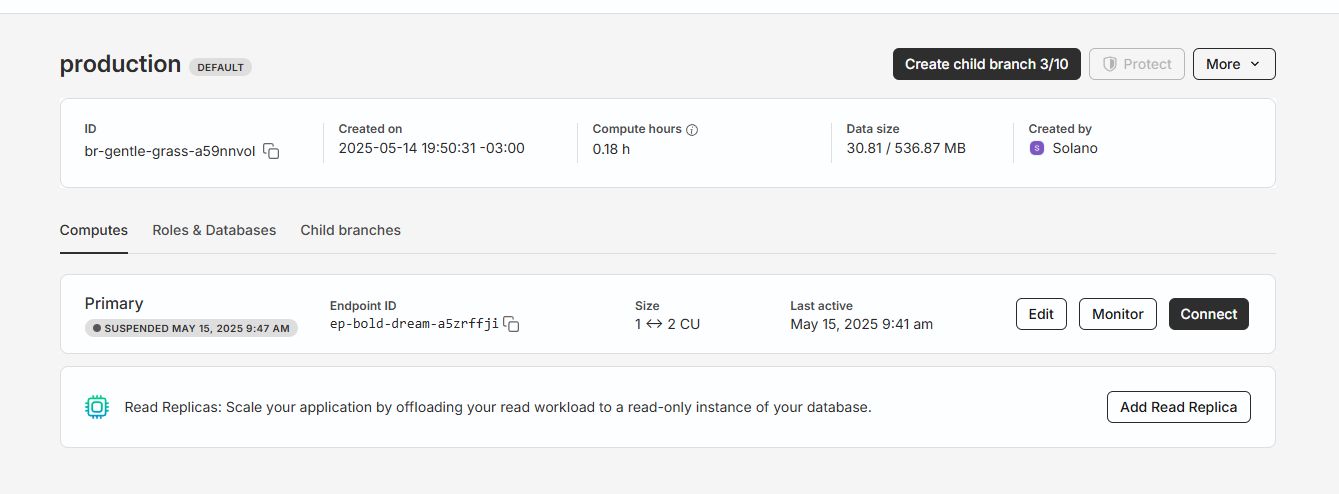 production DEFAULT
Create child branch 3/10
Protect
More
ID
br-gentle-grass-a59nnvol
Created on
2025-05-14 19:50:31 -03:00
Compute hours
0.18 h
Data size
30.81 / 536.87 MB
Created by
S Solano
Computes Roles & Databases Child branches
Primary
SUSPENDED MAY 15, 2025 9:47 AM
Endpoint ID
ep-bold-dream-a5zrffji
Size
1 ↔ 2 CU
Last active
May 15, 2025 9:41 am
Edit
Monitor
Connect
Read Replicas: Scale your application by offloading your read workload to a read-only instance of your database.
Add Read Replica